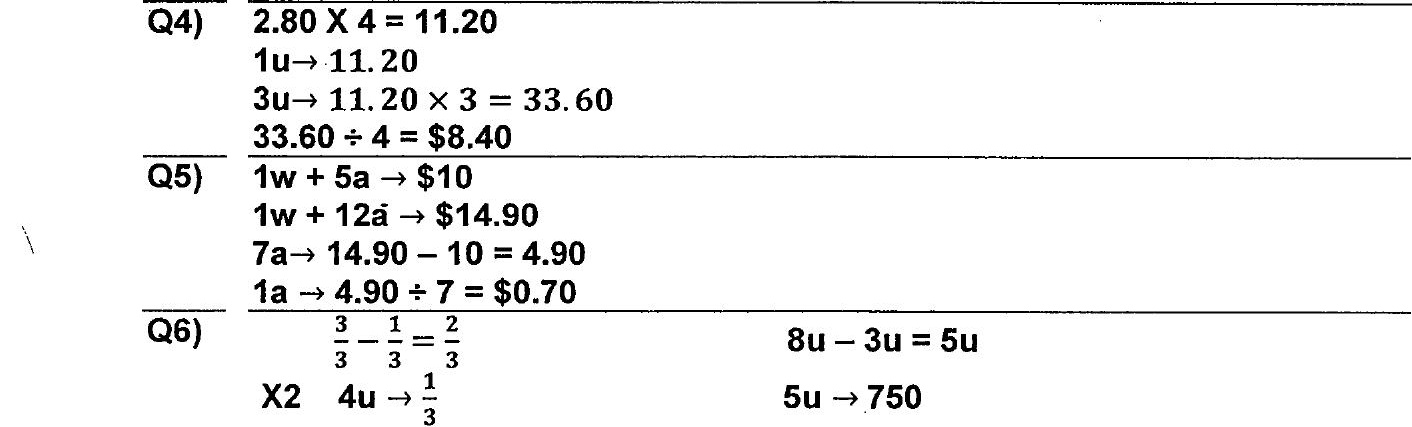 Q4) 2.80 X 4 = 11.20
1u→ 11.20
3u→ 11.20 × 3 = 33.60
33.60 ÷ 4 = $8.40
Q5) 1w + 5a → $10
1w + 12a → $14.90
7a→ 14.90 – 10 = 4.90
1a → 4.90 ÷ 7 = $0.70
Q6) 3/3 – 1/3 = 2/3 8u – 3u = 5u
X2 4u → 1/3 5u → 750